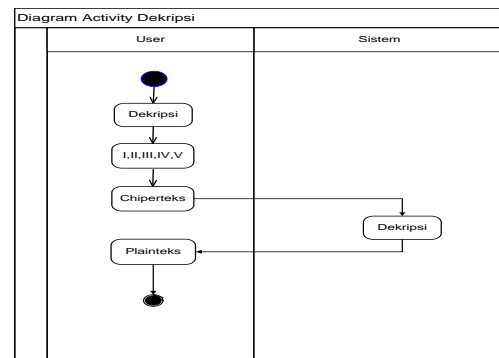 Diagram Activity Dekripsi
User
Sistem
Dekripsi
I,II,III,IV,V
Chiperteks
Dekripsi
Plainteks